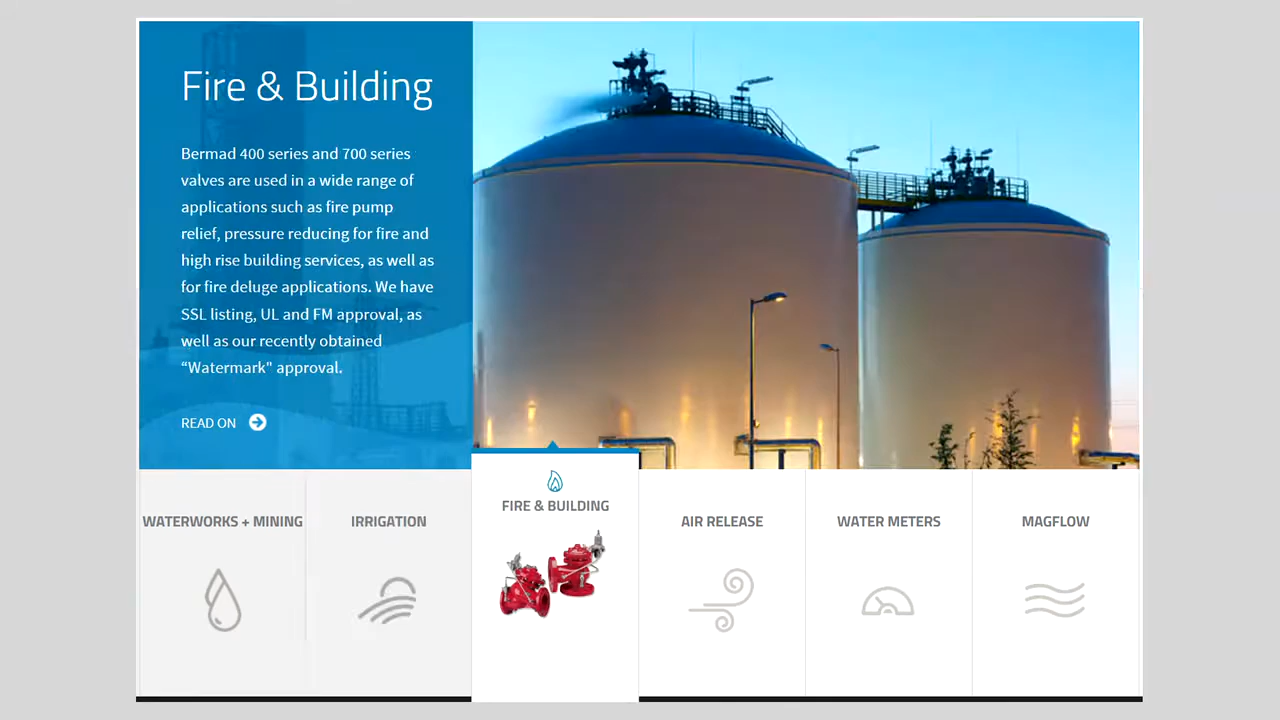 Fire & Building
Bermad 400 series and 700 series
valves are used in a wide range of
applications such as fire pump
relief, pressure reducing for fire and
high rise building services, as well as
for fire deluge applications. We have
SSL listing, UL and FM approval, as
well as our recently obtained
“Watermark" approval.
READ ON
WATERWORKS + MINING
IRRIGATION
FIRE & BUILDING
AIR RELEASE
WATER METERS
MAGFLOW